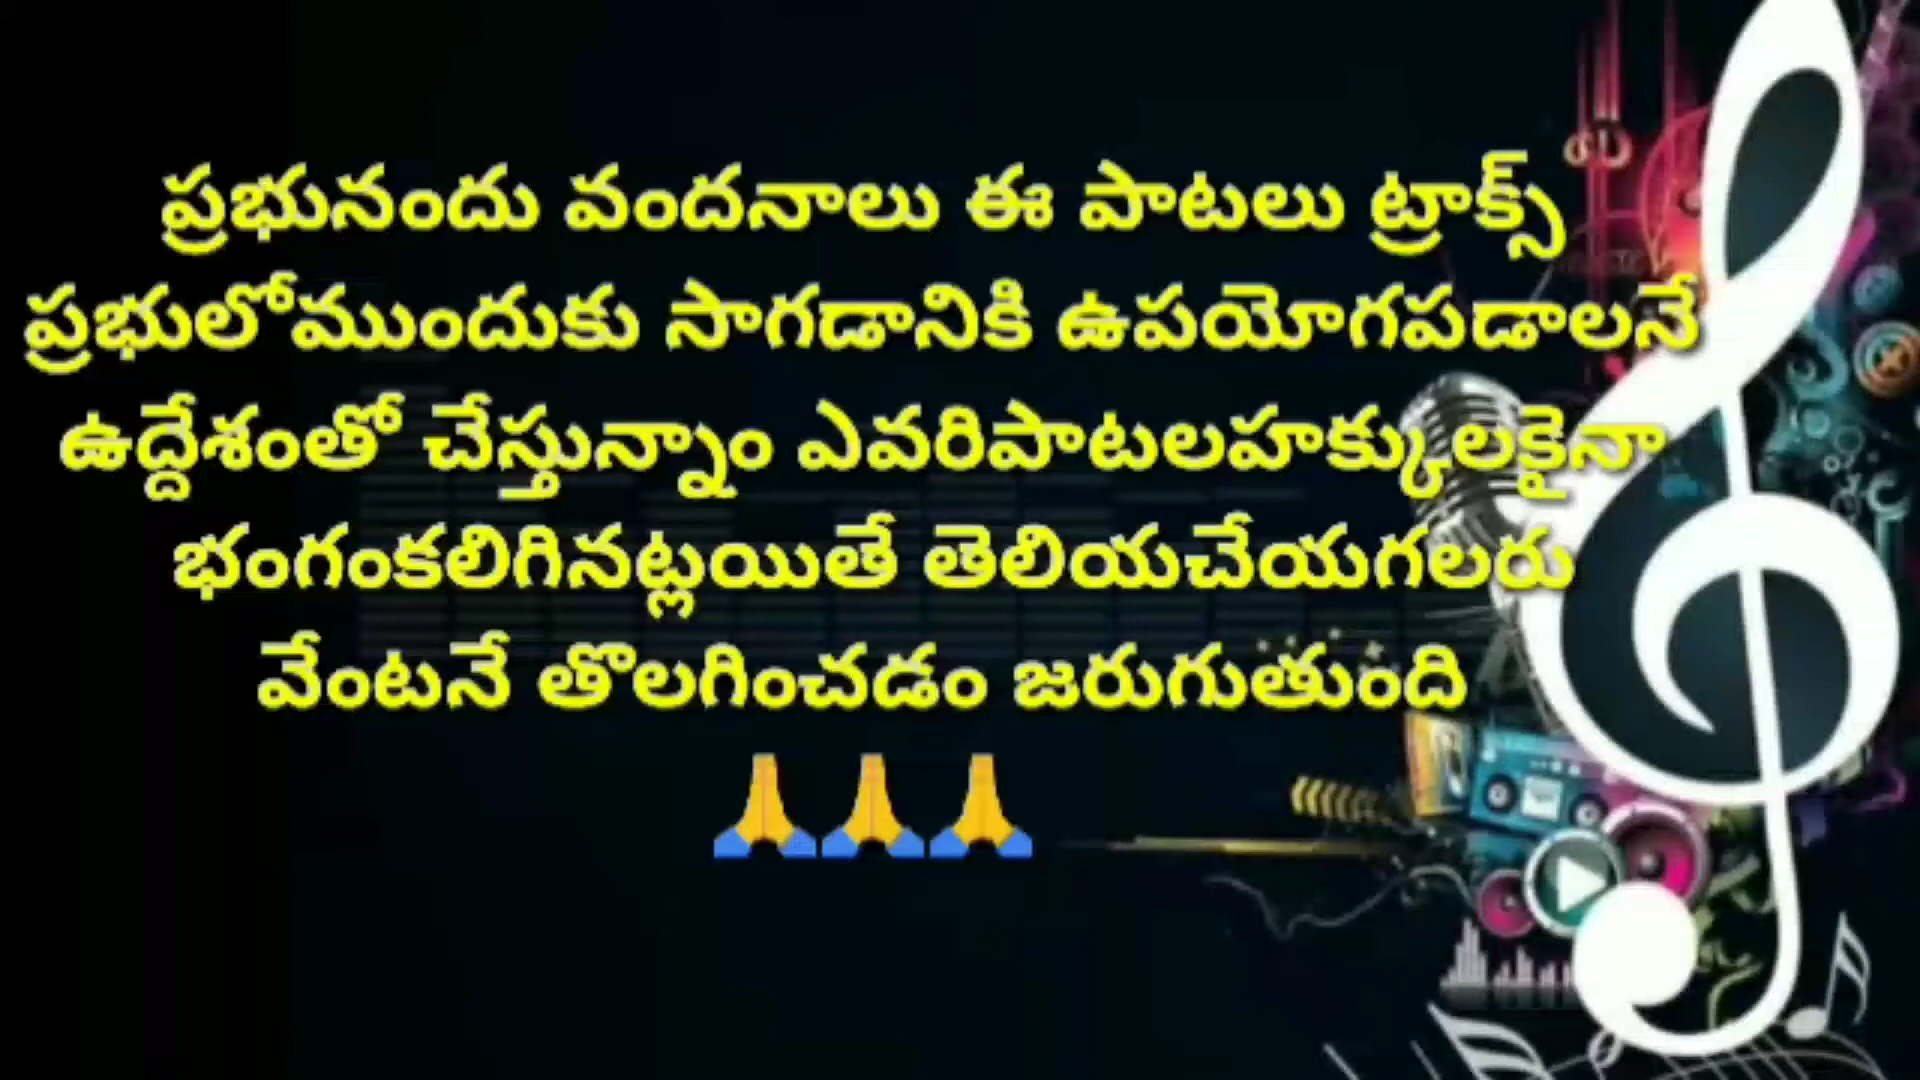 ప్రభునందు వందనాలు ఈ పాటలు ట్రాక్స్
ప్రభులోముందుకు సాగడానికి ఉపయోగపడాలనే
ఉద్దేశంతో చేస్తున్నాం ఎవరిపాటలహక్కులకైనా
భంగంకలిగినట్లయితే తెలియచేయగలరు
వేంటనే తొలగించడం జరుగుతుంది
🙏🙏🙏